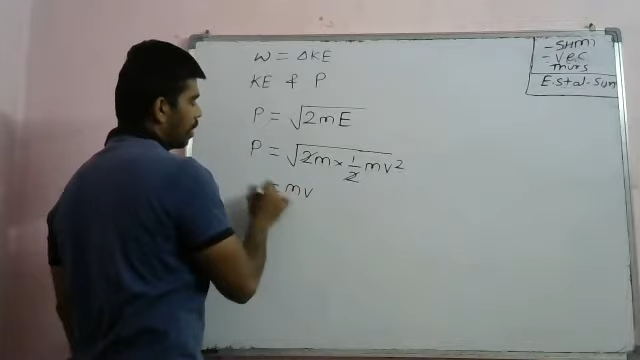 W = ΔKE
KE & P
P = √2mE
P = √2m × 1/2 mv²
= mv
- SHM
- Vec
E.stat-Sun